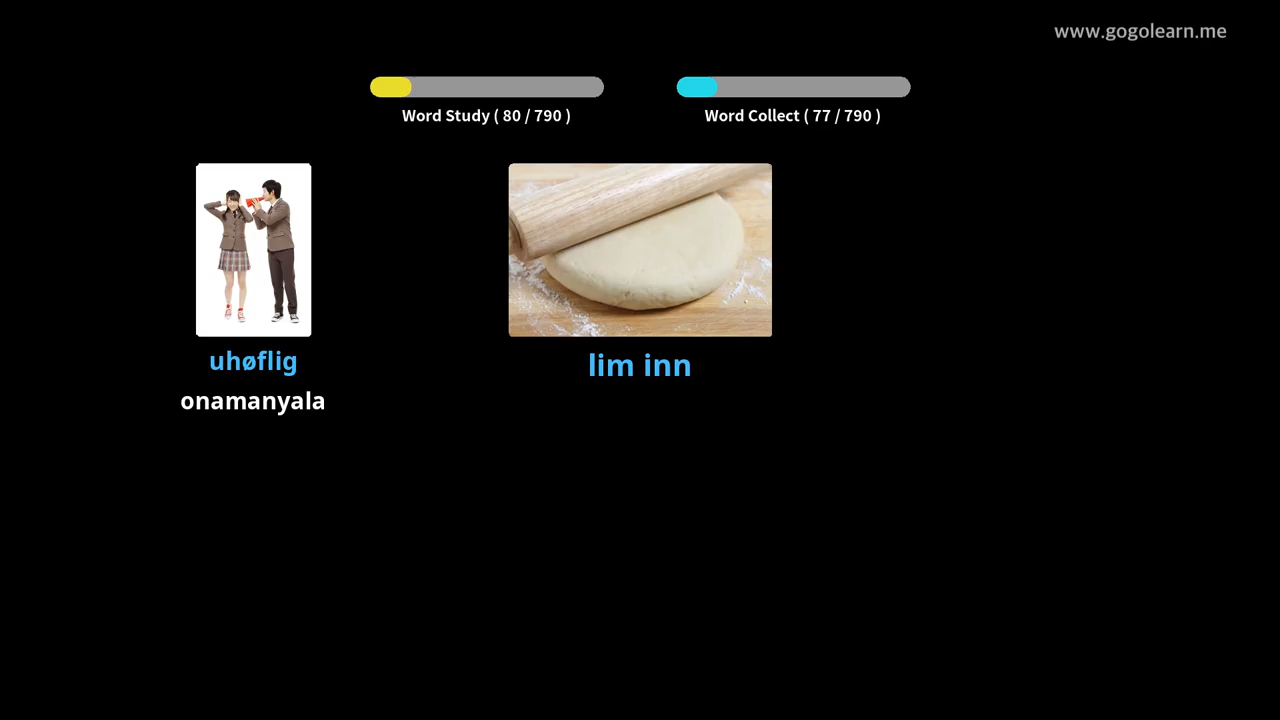 www.gogolearn.me
Word Study ( 80 / 790 )
Word Collect ( 77 / 790 )
uhøflig
onamanyala
lim inn